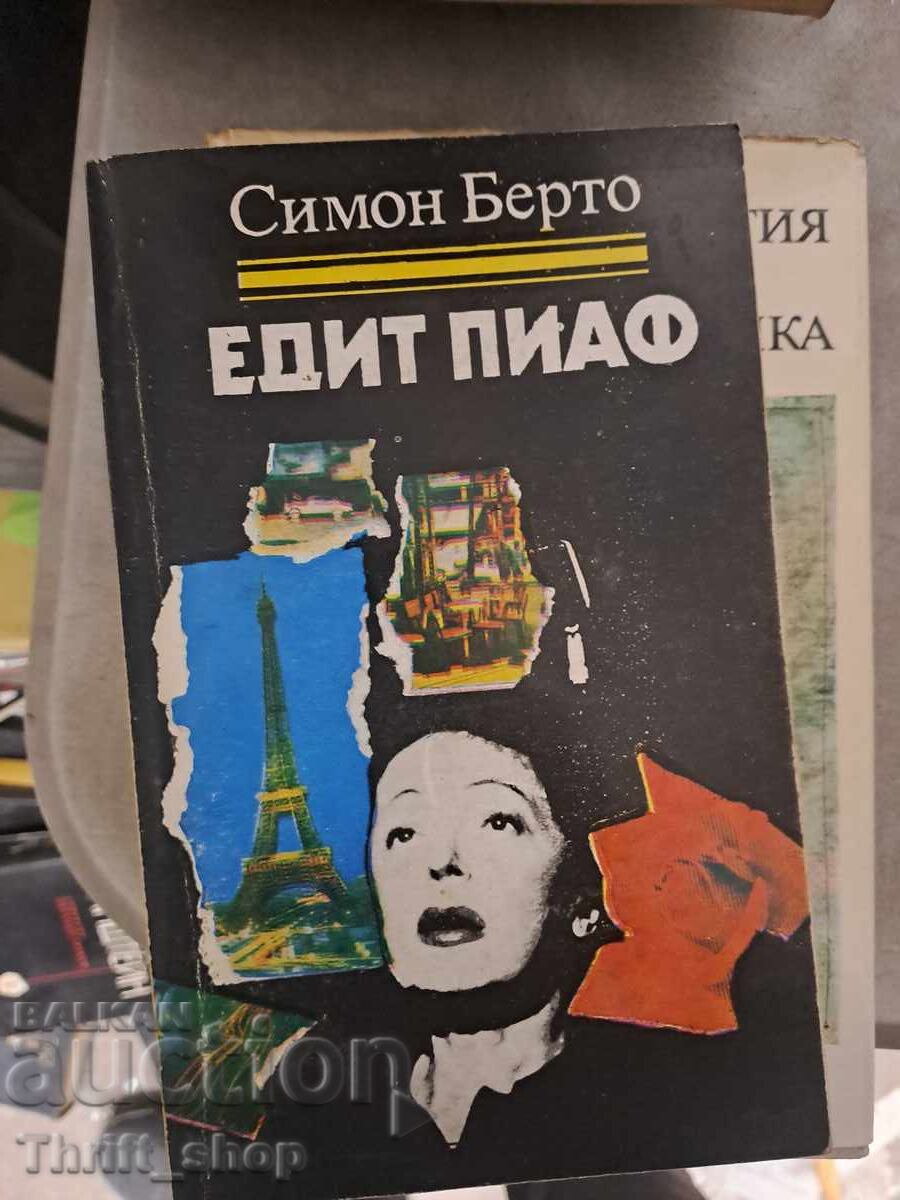 Симон Берто
ЕДИТ ПИАФ
ТИЯ
КА
BALKAN
auction
Thrift_shop